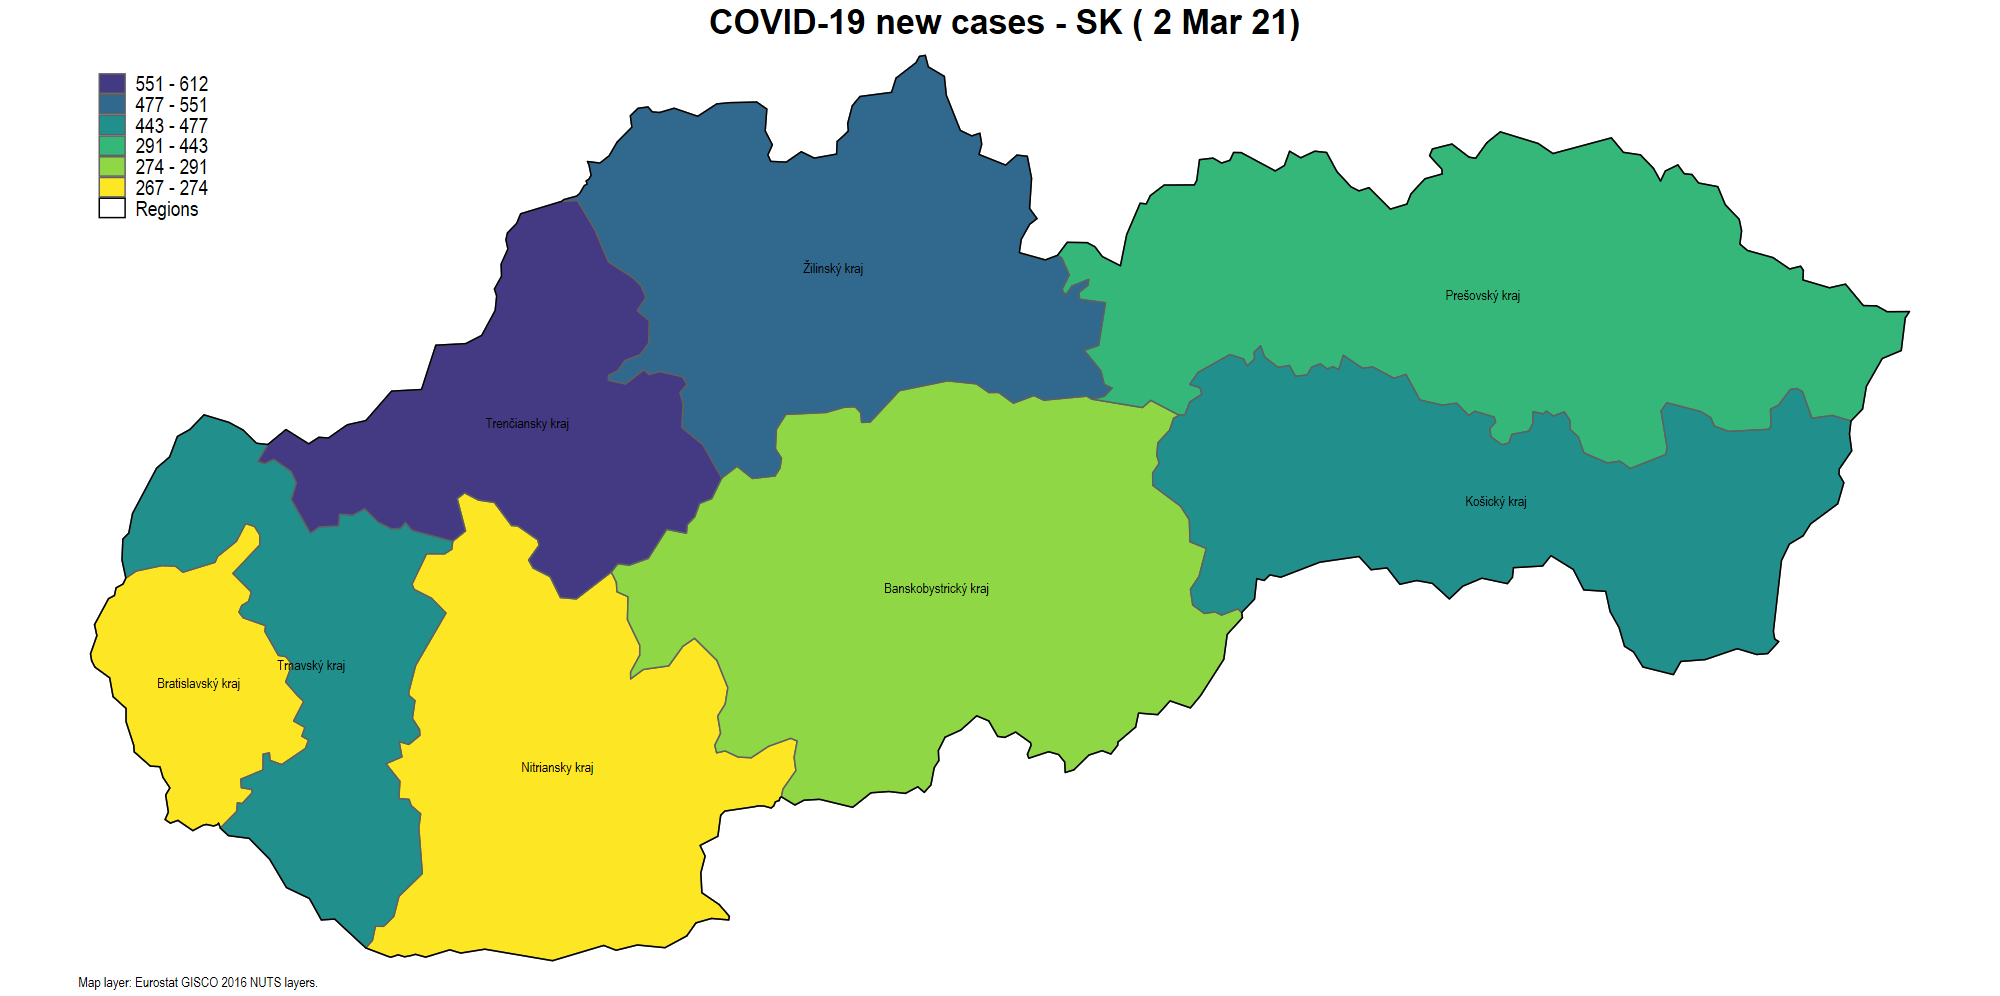 COVID-19 new cases - SK ( 2 Mar 21)
551 - 612
477 - 551
443 - 477
291 - 443
274 - 291
267 - 274
Regions
Žilinský kraj
Prešovský kraj
Trenčiansky kraj
Košický kraj
Banskobystrický kraj
Trnavský kraj
Bratislavský kraj
Nitriansky kraj
Map layer: Eurostat GISCO 2016 NUTS layers.